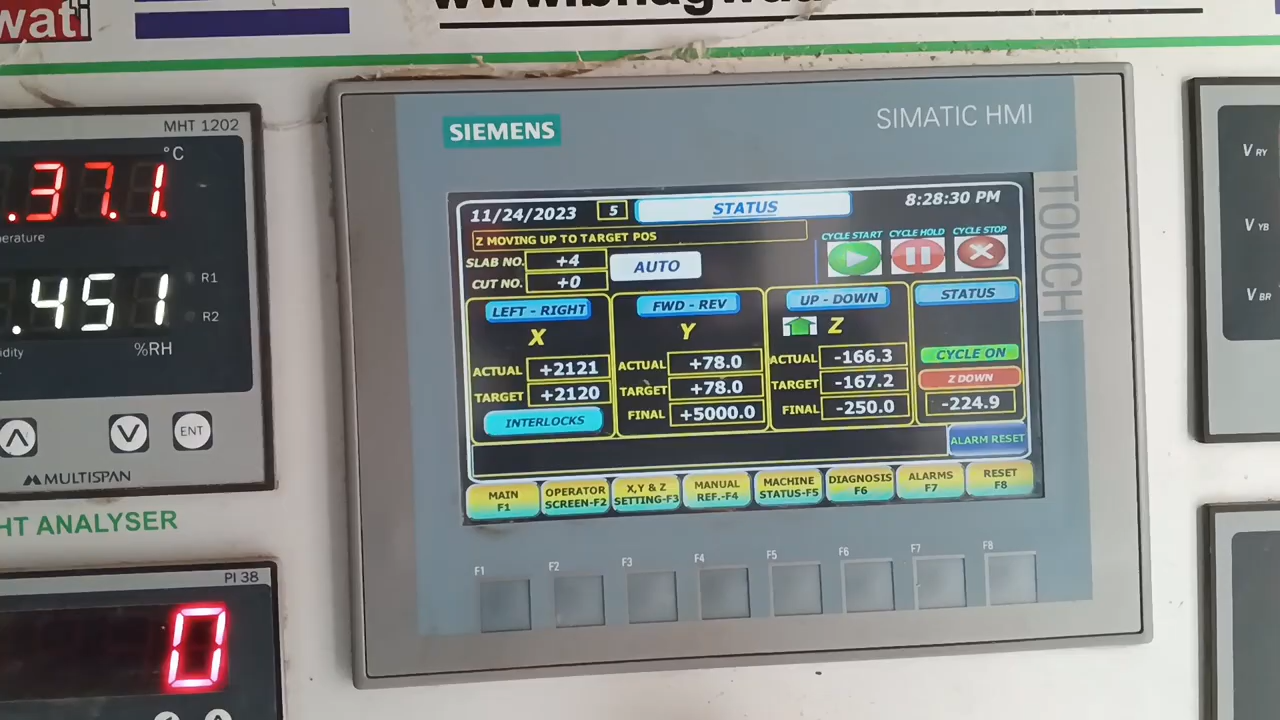 wati
MHT 1202
°C
.37.1
R1
.451
R2
%RH
ENT
MULTISPAN
HT ANALYSER
PI 38
0
SIEMENS
SIMATIC HMI
TOUCH
11/24/2023 5 STATUS 8:28:30 PM
Z MOVING UP TO TARGET POS
CYCLE START CYCLE HOLD CYCLE STOP
SLAB NO. +4
AUTO
CUT NO. +0
LEFT - RIGHT
X
ACTUAL +2121
TARGET +2120
INTERLOCKS
FWD - REV
Y
ACTUAL +78.0
TARGET +78.0
FINAL +5000.0
UP - DOWN
Z
ACTUAL -166.3
TARGET -167.2
FINAL -250.0
STATUS
CYCLE ON
Z DOWN
-224.9
ALARM RESET
MAIN F1
OPERATOR SCREEN-F2
X,Y & Z SETTING-F3
MANUAL REF.-F4
MACHINE STATUS-F5
DIAGNOSIS F6
ALARMS F7
RESET F8
F1 F2 F3 F4 F5 F6 F7 F8
V RY
V YB
V BR